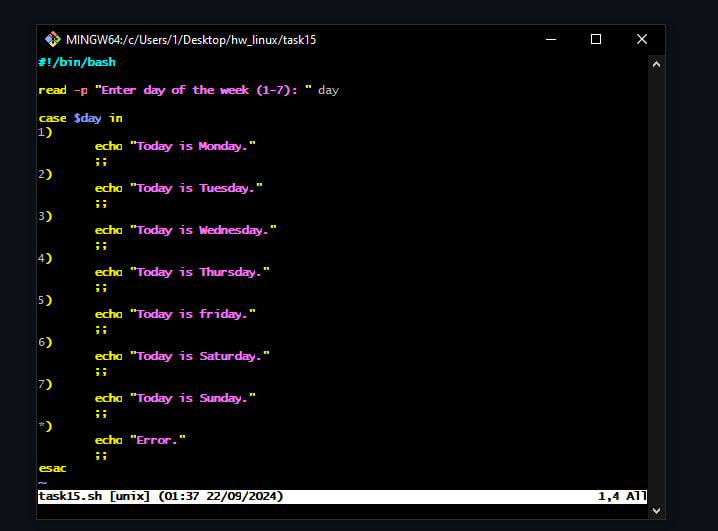 MINGW64:/c/Users/1/Desktop/hw_linux/task15
#!/bin/bash
read -p "Enter day of the week (1-7): " day
case $day in
1)
echo "Today is Monday."
;;
2)
echo "Today is Tuesday."
;;
3)
echo "Today is Wednesday."
;;
4)
echo "Today is Thursday."
;;
5)
echo "Today is friday."
;;
6)
echo "Today is Saturday."
;;
7)
echo "Today is Sunday."
;;
*)
echo "Error."
;;
esac
~
task15.sh [unix] (01:37 22/09/2024) 1,4 All